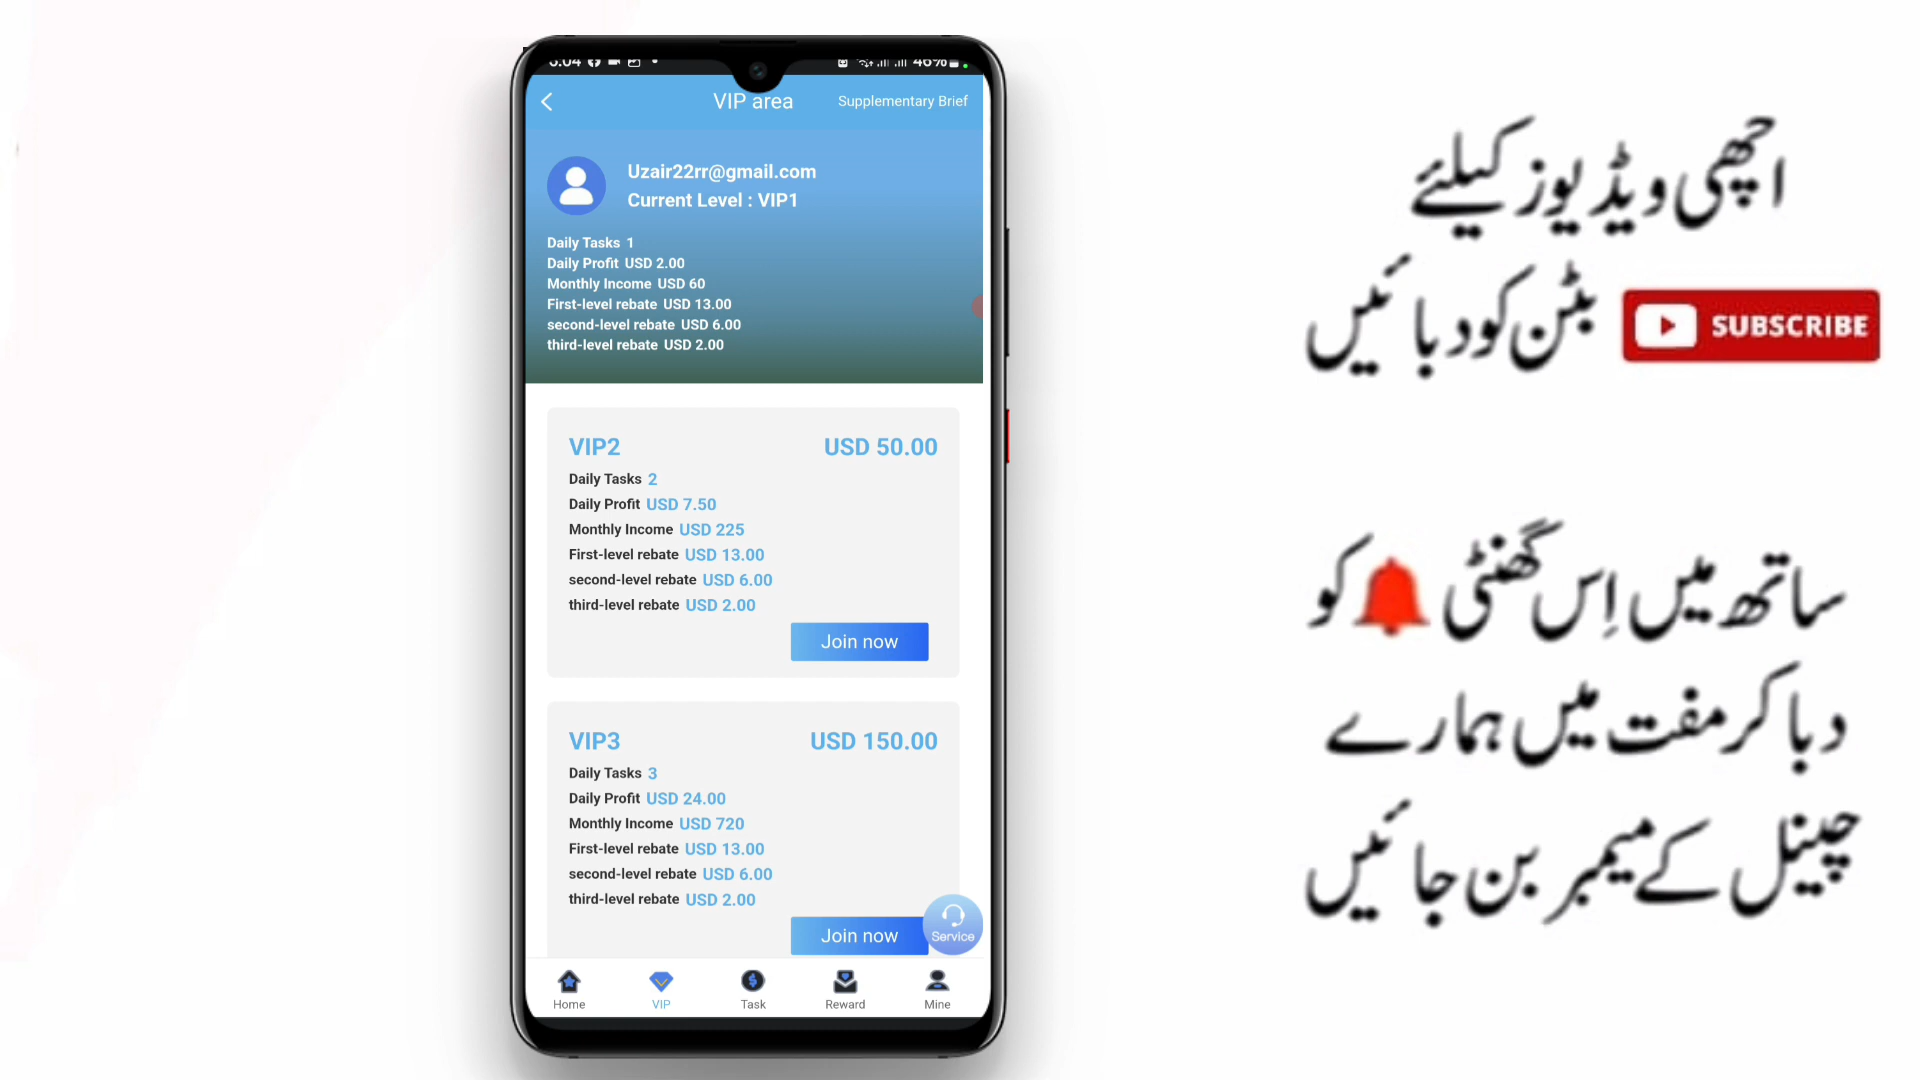 46%
VIP area
Supplementary Brief
Uzair22rr@gmail.com
Current Level : VIP1
Daily Tasks 1
Daily Profit USD 2.00
Monthly Income USD 60
First-level rebate USD 13.00
second-level rebate USD 6.00
third-level rebate USD 2.00
VIP2 USD 50.00
Daily Tasks 2
Daily Profit USD 7.50
Monthly Income USD 225
First-level rebate USD 13.00
second-level rebate USD 6.00
third-level rebate USD 2.00
Join now
VIP3 USD 150.00
Daily Tasks 3
Daily Profit USD 24.00
Monthly Income USD 720
First-level rebate USD 13.00
second-level rebate USD 6.00
third-level rebate USD 2.00
Join now
Service
Home VIP Task Reward Mine
اچھی ویڈیوز کیلئے
SUBSCRIBE بٹن کو دبائیں
ساتھ میں اِس گھنٹی کو
دبا کر مفت میں ہمارے
چینل کے میمبر بن جائیں